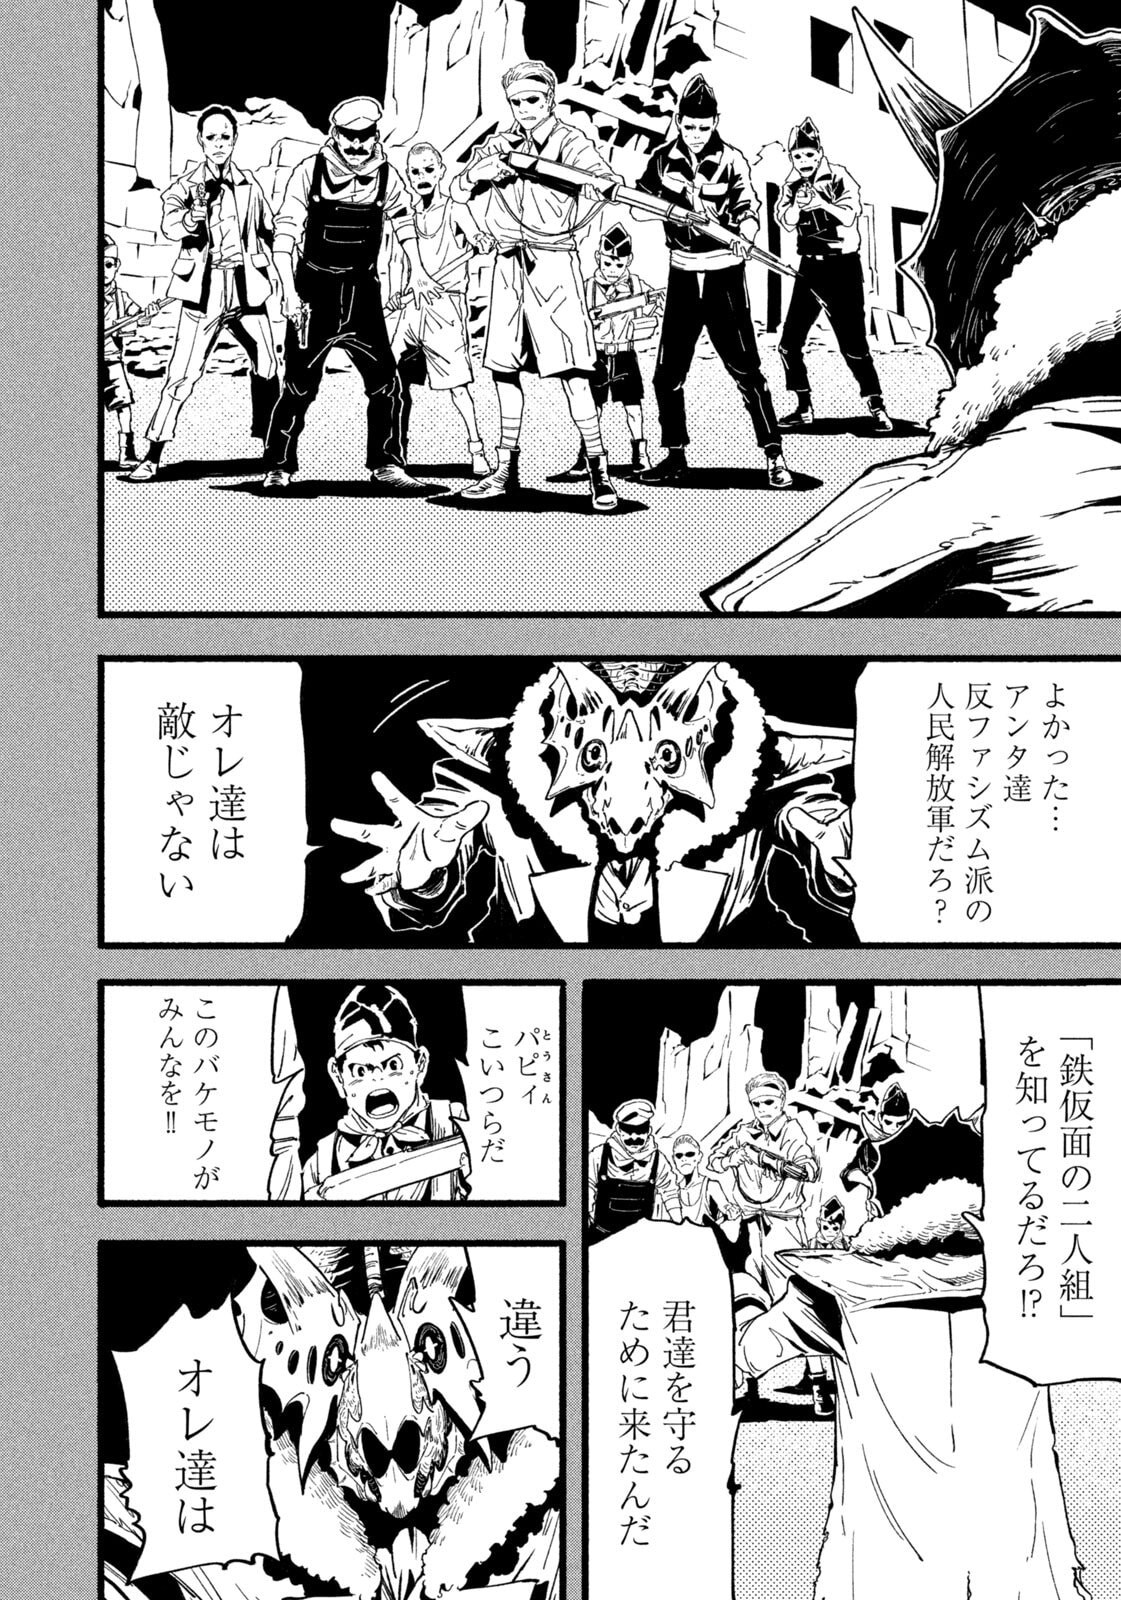 よかった…
アンタ達
反ファシズム派の
人民解放軍だろ?
オレ達は
敵じゃない
「鉄仮面の二人組」
を知ってるだろ!?
君達を守る
ために来たんだ
とうさん
パピィ
こいつらだ
このバケモノが
みんなを!!
違う
オレ達は